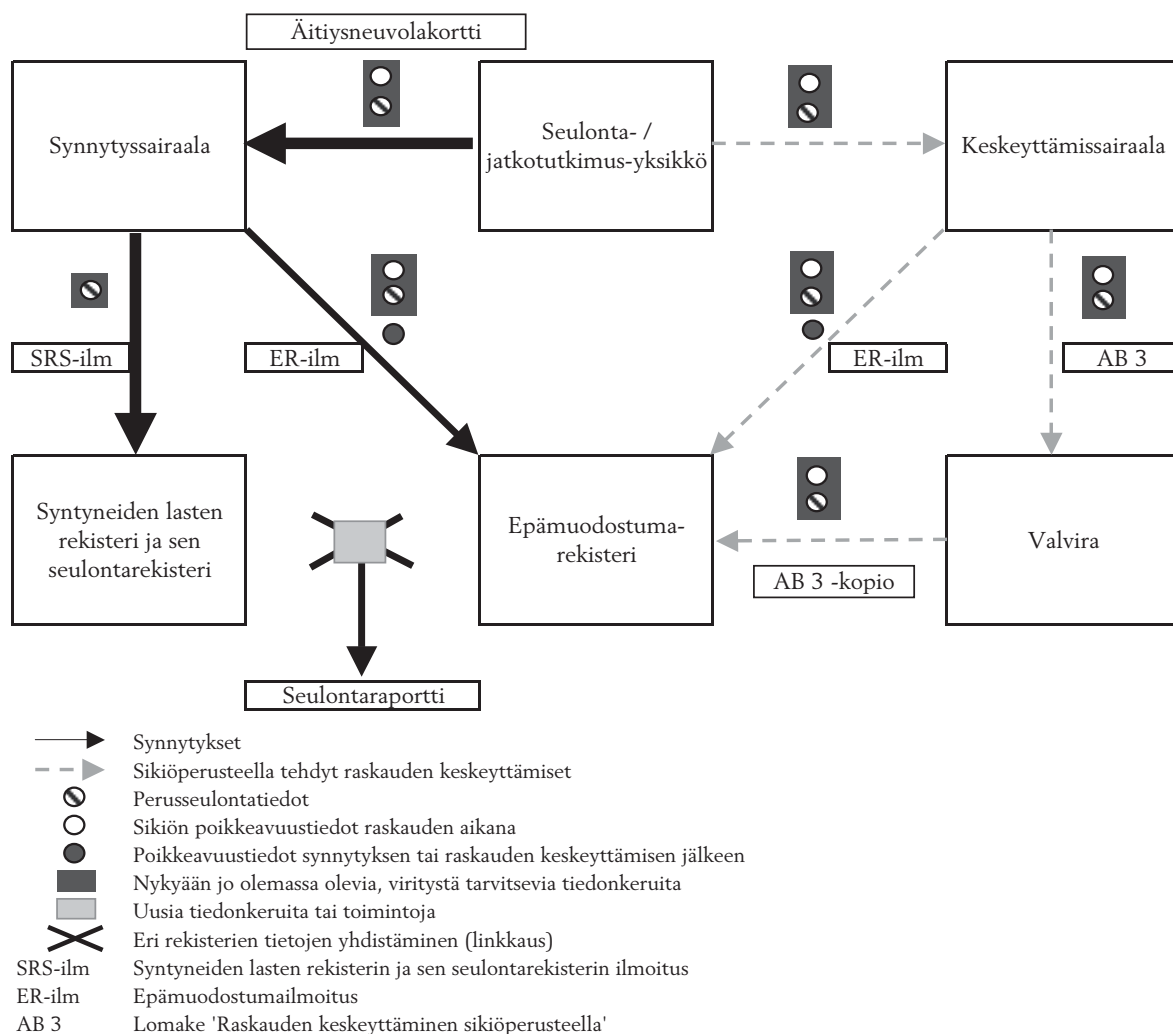 Äitiysneuvolakortti
Synnytyssairaala
Seulonta- /
jatkotutkimus-yksikkö
Keskeyttämissairaala
SRS-ilm
ER-ilm
ER-ilm
AB 3
Syntyneiden lasten
rekisteri ja sen
seulontarekisteri
Epämuodostuma-
rekisteri
Valvira
AB 3 -kopio
Seulontaraportti
Synnytykset
Sikiöperusteella tehdyt raskauden keskeyttämiset
Perusseulontatiedot
Sikiön poikkeavuustiedot raskauden aikana
Poikkeavuustiedot synnytyksen tai raskauden keskeyttämisen jälkeen
Nykyään jo olemassa olevia, viritystä tarvitsevia tiedonkeruita
Uusia tiedonkeruita tai toimintoja
Eri rekisterien tietojen yhdistäminen (linkkaus)
SRS-ilm Syntyneiden lasten rekisterin ja sen seulontarekisterin ilmoitus
ER-ilm Epämuodostumailmoitus
AB 3 Lomake 'Raskauden keskeyttäminen sikiöperusteella'